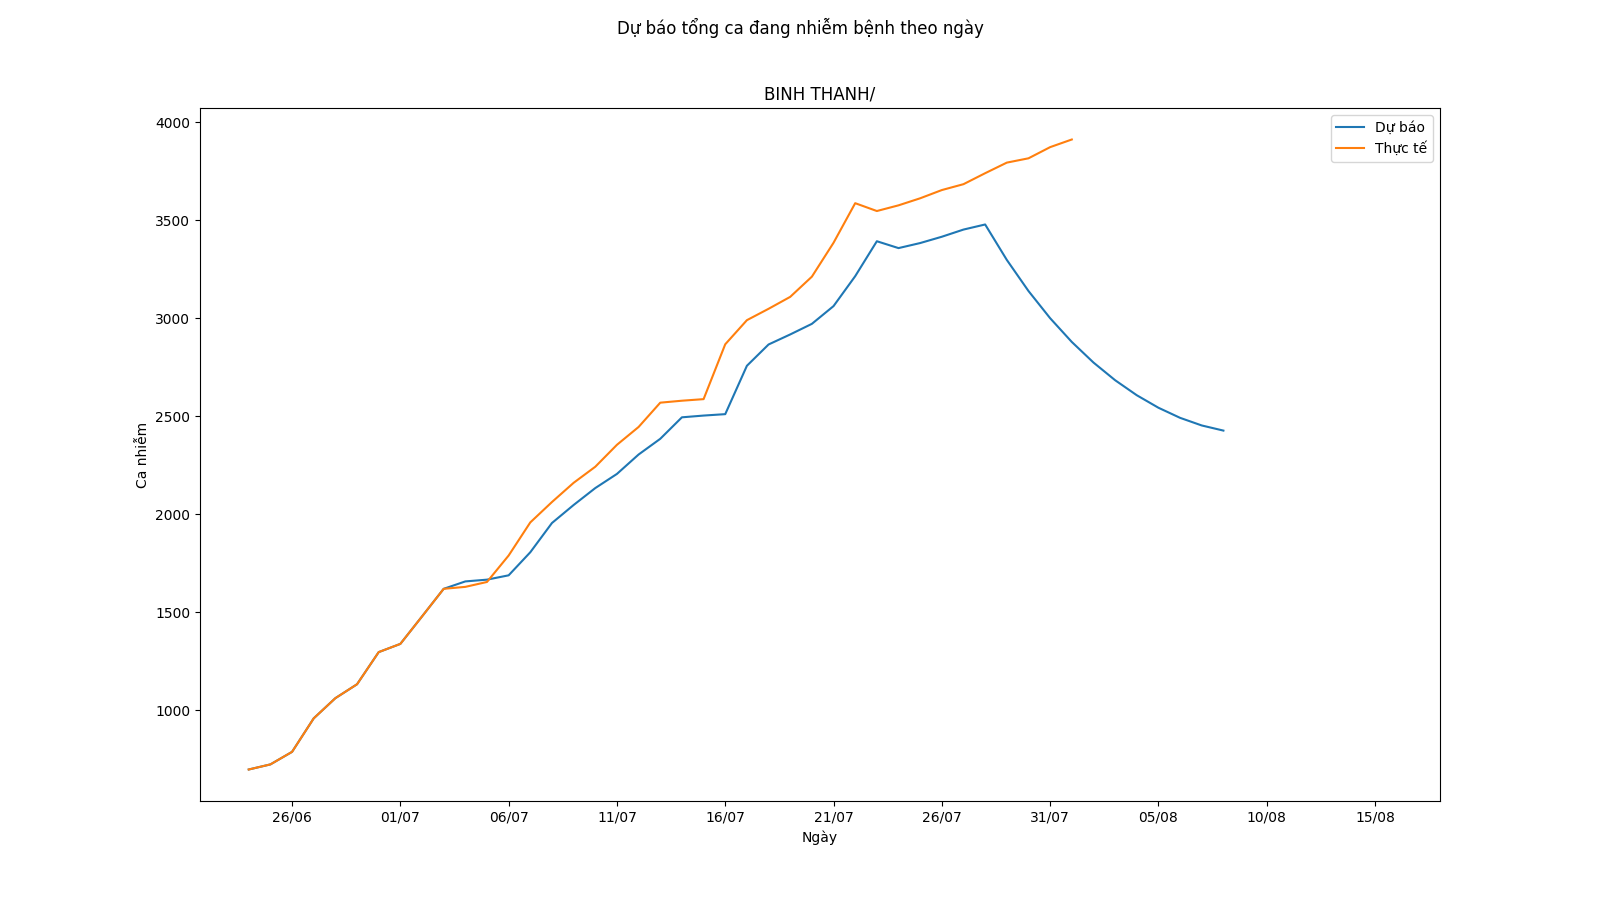 Dự báo tổng ca đang nhiễm bệnh theo ngày
BINH THANH/
Dự báo
Thực tế
Ca nhiễm
4000
3500
3000
2500
2000
1500
1000
26/06 01/07 06/07 11/07 16/07 21/07 26/07 31/07 05/08 10/08 15/08
Ngày